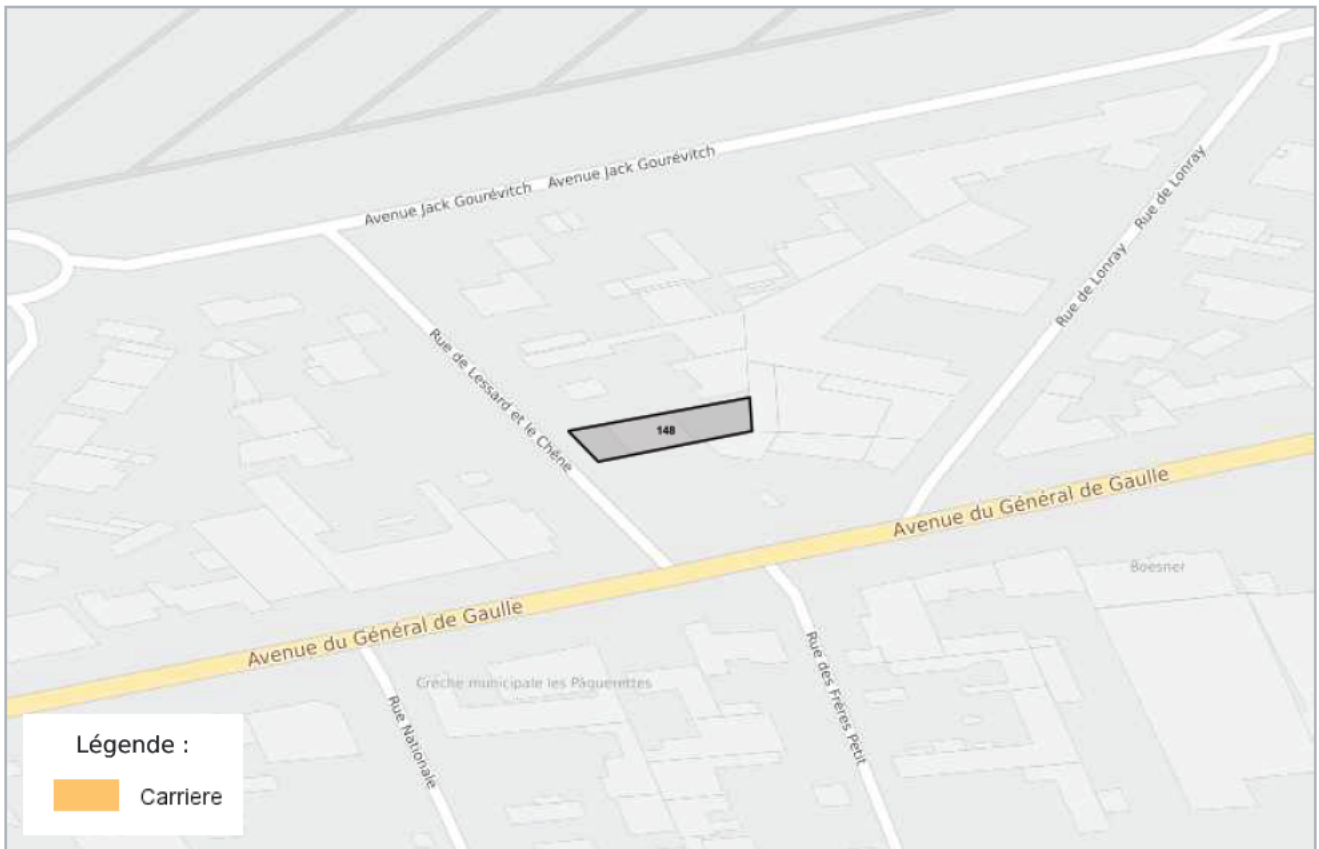 Avenue Jack Gourévitch Avenue Jack Gourévitch
Rue de Lonray
Rue de Lonray
Rue de Lessard et le Chêne
148
Avenue du Général de Gaulle
Boesner
Avenue du Général de Gaulle
Crèche municipale les Pâquerettes
Rue des Frères Petit
Rue Nationale
Légende :
Carriere